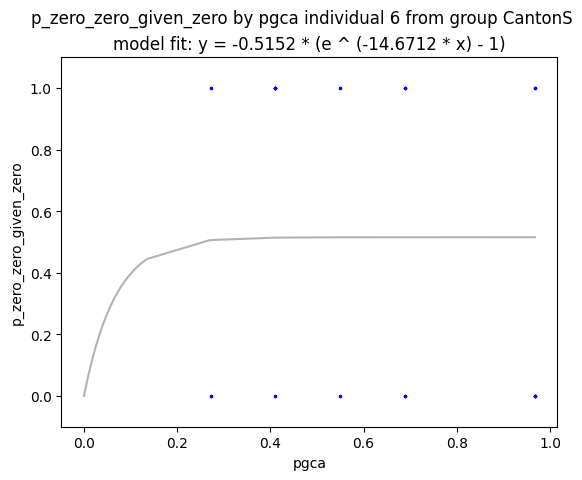 p_zero_zero_given_zero by pgca individual 6 from group CantonS
model fit: y = -0.5152 * (e ^ (-14.6712 * x) - 1)
p_zero_zero_given_zero
1.0
0.8
0.6
0.4
0.2
0.0
0.0 0.2 0.4 0.6 0.8 1.0
pgca